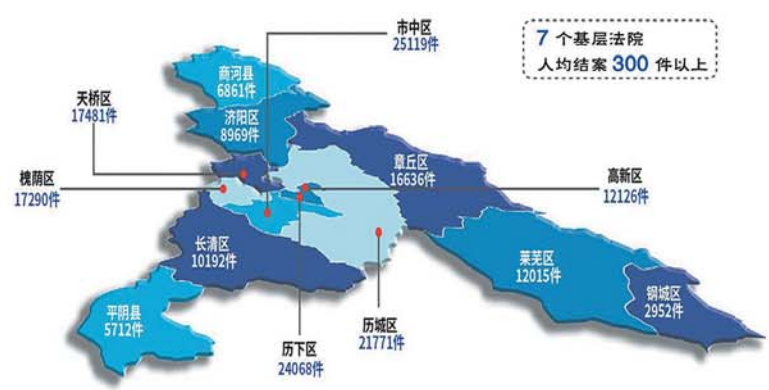 市中区
25119件
7 个基层法院
人均结案 300 件以上
商河县
6861件
天桥区
17481件
济阳区
8969件
章丘区
16636件
槐荫区
17290件
高新区
12126件
长清区
10192件
莱芜区
12015件
钢城区
2952件
平阴县
5712件
历下区
24068件
历城区
21771件